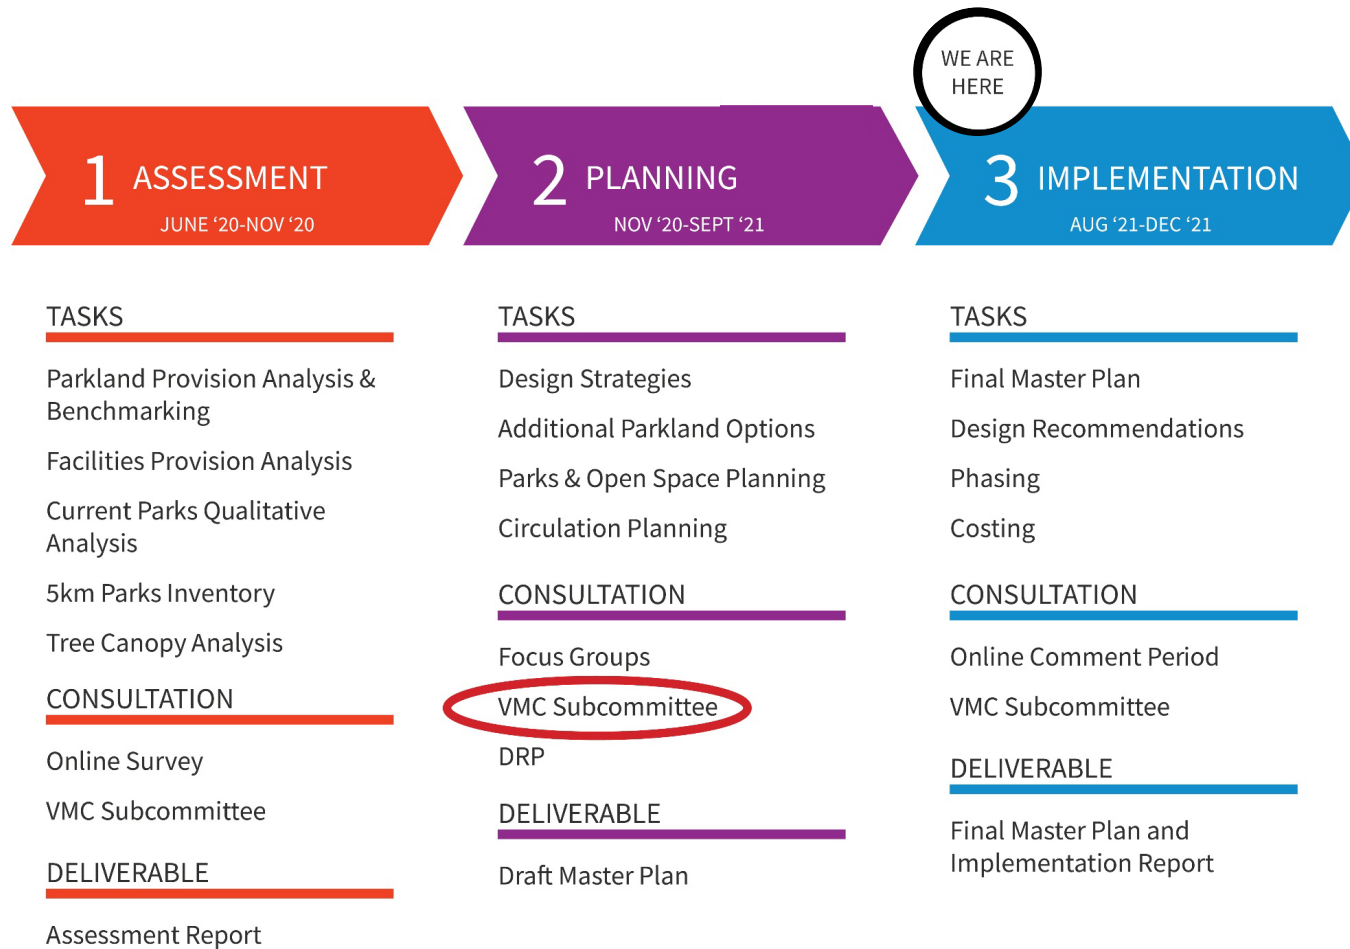 WE ARE
HERE
1 ASSESSMENT
JUNE ‘20-NOV ‘20
2 PLANNING
NOV ‘20-SEPT ‘21
3 IMPLEMENTATION
AUG ‘21-DEC ‘21
TASKS
Parkland Provision Analysis &
Benchmarking
Facilities Provision Analysis
Current Parks Qualitative
Analysis
5km Parks Inventory
Tree Canopy Analysis
CONSULTATION
Online Survey
VMC Subcommittee
DELIVERABLE
Assessment Report
TASKS
Design Strategies
Additional Parkland Options
Parks & Open Space Planning
Circulation Planning
CONSULTATION
Focus Groups
VMC Subcommittee
DRP
DELIVERABLE
Draft Master Plan
TASKS
Final Master Plan
Design Recommendations
Phasing
Costing
CONSULTATION
Online Comment Period
VMC Subcommittee
DELIVERABLE
Final Master Plan and
Implementation Report